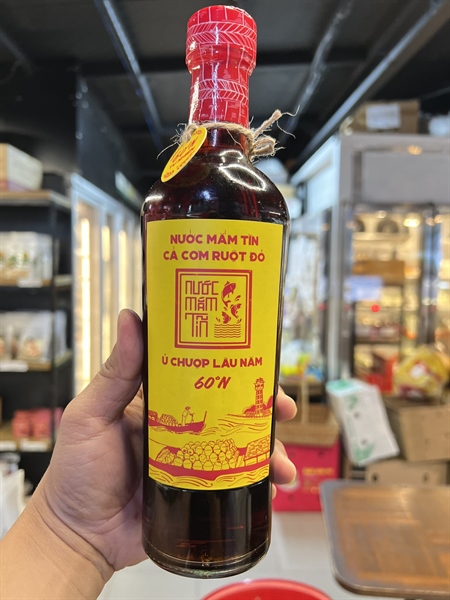 NƯỚC MẮM TĨN
CÁ CƠM RUỘT ĐỎ
NƯỚC
MẮM
TĨN
Ủ CHƯỢP LÂU NĂM
60°N